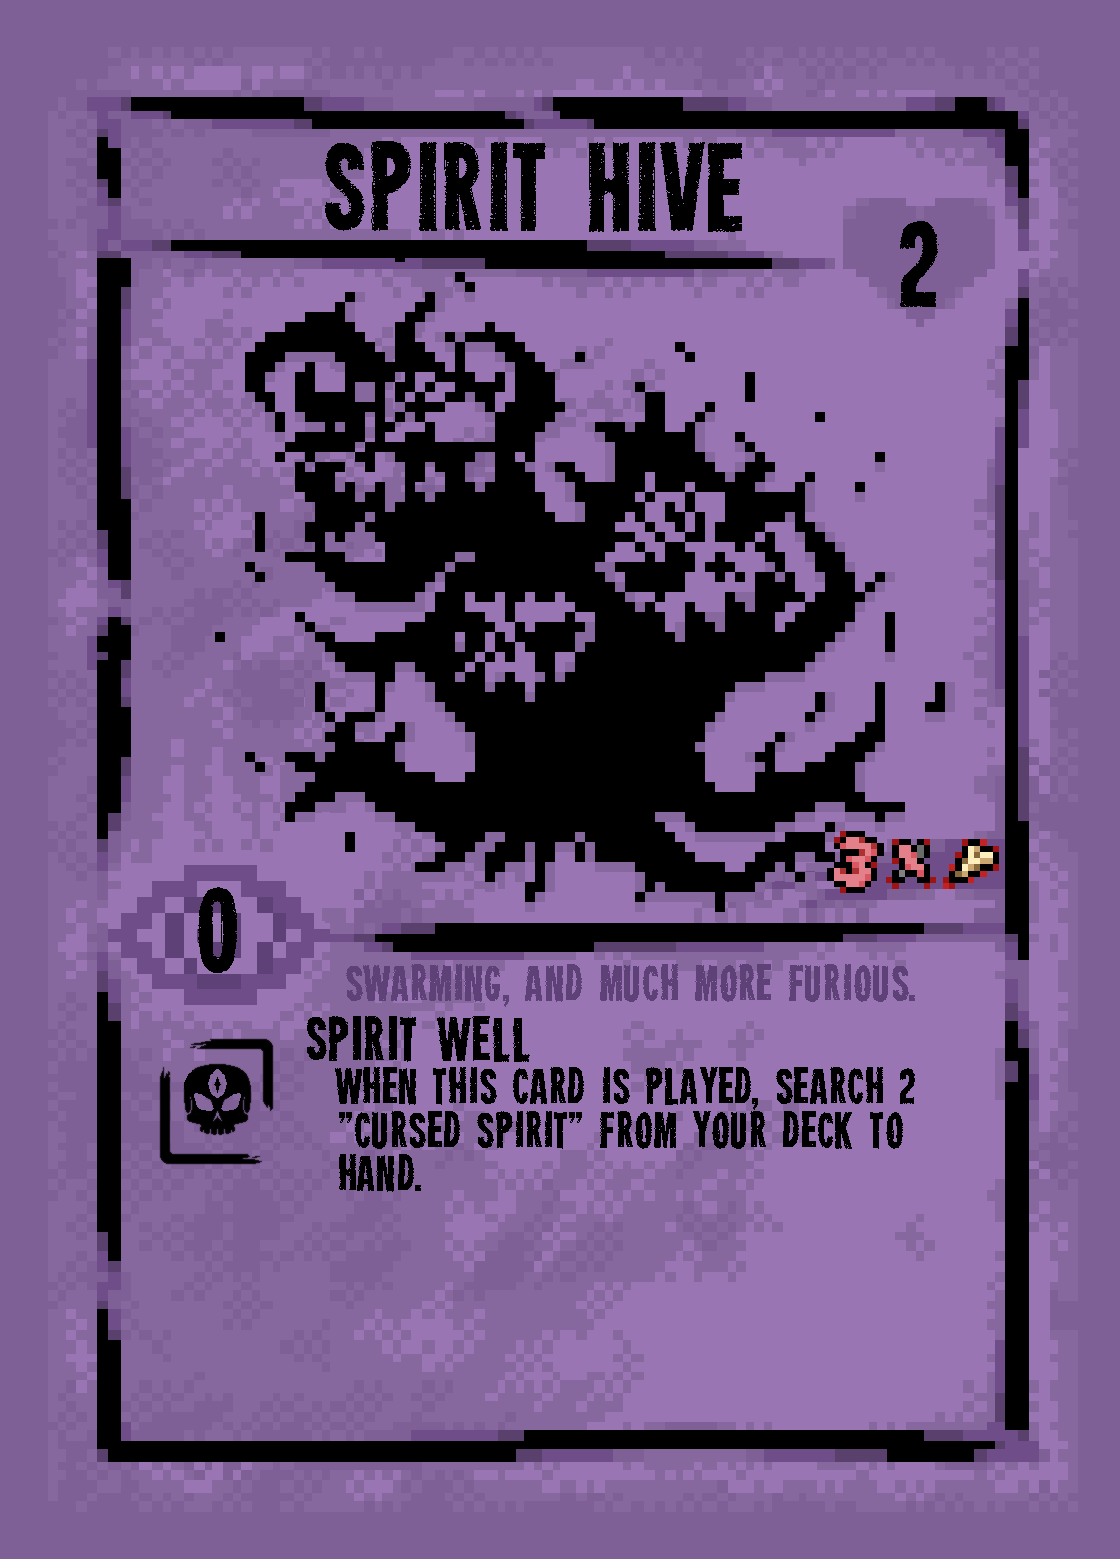 SPIRIT HIVE
2
3 X
0
SWARMING, AND MUCH MORE FURIOUS.
SPIRIT WELL
WHEN THIS CARD IS PLAYED, SEARCH 2
"CURSED SPIRIT" FROM YOUR DECK TO
HAND.